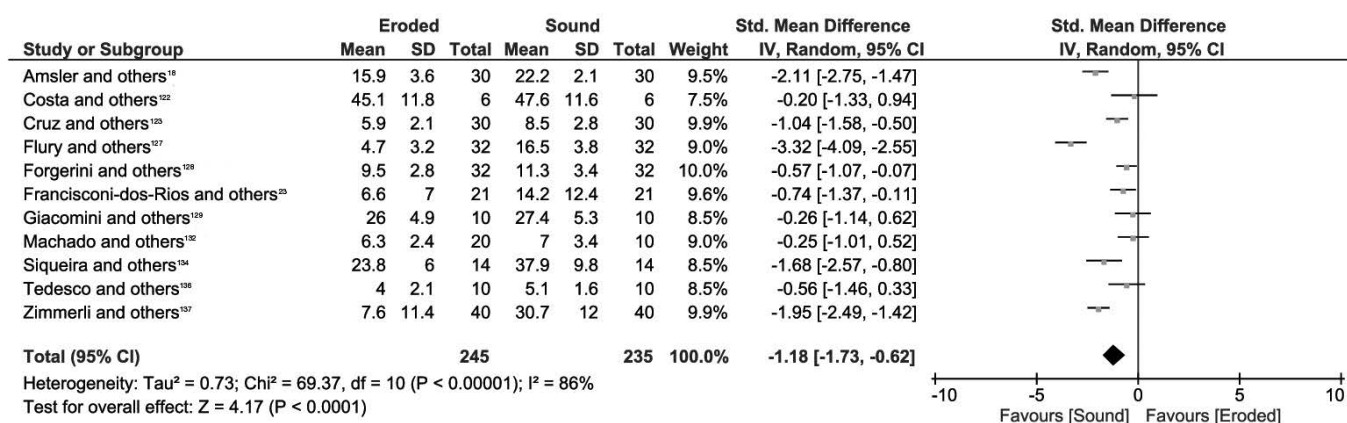 Eroded Sound Std. Mean Difference Std. Mean Difference
Study or Subgroup Mean SD Total Mean SD Total Weight IV, Random, 95% CI IV, Random, 95% CI
Amsler and others¹⁸ 15.9 3.6 30 22.2 2.1 30 9.5% -2.11 [-2.75, -1.47]
Costa and others¹²² 45.1 11.8 6 47.6 11.6 6 7.5% -0.20 [-1.33, 0.94]
Cruz and others¹²³ 5.9 2.1 30 8.5 2.8 30 9.9% -1.04 [-1.58, -0.50]
Flury and others¹²⁷ 4.7 3.2 32 16.5 3.8 32 9.0% -3.32 [-4.09, -2.55]
Forgerini and others¹²⁸ 9.5 2.8 32 11.3 3.4 32 10.0% -0.57 [-1.07, -0.07]
Francisconi-dos-Rios and others²³ 6.6 7 21 14.2 12.4 21 9.6% -0.74 [-1.37, -0.11]
Giacomini and others¹²⁹ 26 4.9 10 27.4 5.3 10 8.5% -0.26 [-1.14, 0.62]
Machado and others¹³² 6.3 2.4 20 7 3.4 10 9.0% -0.25 [-1.01, 0.52]
Siqueira and others¹³⁴ 23.8 6 14 37.9 9.8 14 8.5% -1.68 [-2.57, -0.80]
Tedesco and others¹³⁶ 4 2.1 10 5.1 1.6 10 8.5% -0.56 [-1.46, 0.33]
Zimmerli and others¹³⁷ 7.6 11.4 40 30.7 12 40 9.9% -1.95 [-2.49, -1.42]
Total (95% CI) 245 235 100.0% -1.18 [-1.73, -0.62]
Heterogeneity: Tau² = 0.73; Chi² = 69.37, df = 10 (P < 0.00001); I² = 86%
Test for overall effect: Z = 4.17 (P < 0.0001)
-10 -5 0 5 10
Favours [Sound] Favours [Eroded]